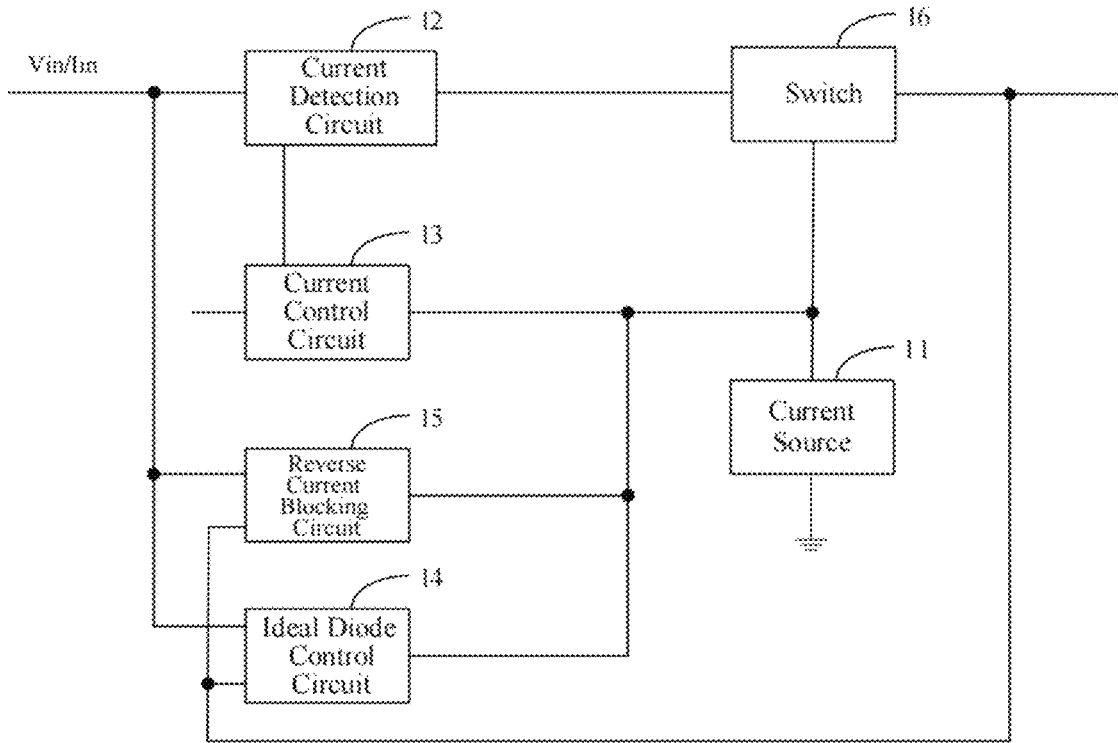 12
16
Vin/Iin
Current
Detection
Circuit
Switch
13
Current
Control
Circuit
11
Current
Source
15
Reverse
Current
Blocking
Circuit
14
Ideal Diode
Control
Circuit